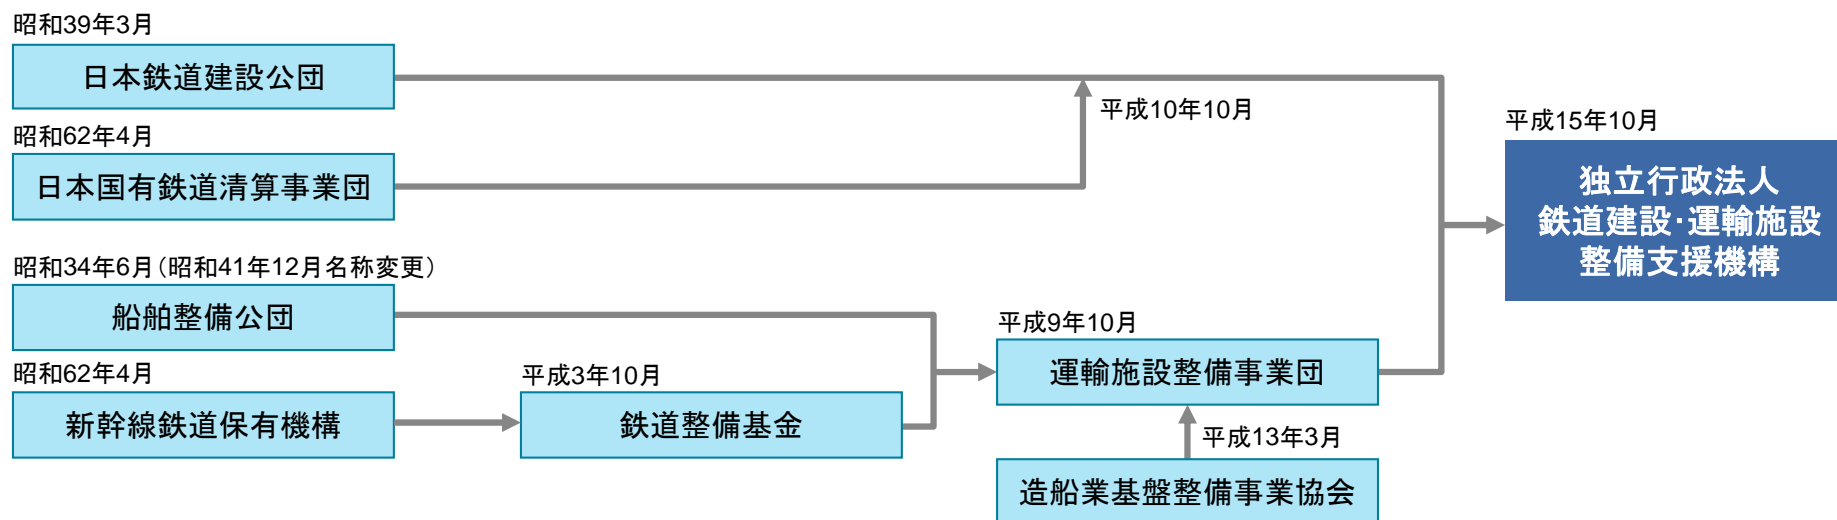 昭和39年3月
日本鉄道建設公団
平成10年10月
昭和62年4月
日本国有鉄道清算事業団
平成15年10月
独立行政法人
鉄道建設･運輸施設
整備支援機構
昭和34年6月(昭和41年12月名称変更)
船舶整備公団
昭和62年4月
新幹線鉄道保有機構
平成3年10月
鉄道整備基金
平成9年10月
運輸施設整備事業団
平成13年3月
造船業基盤整備事業協会